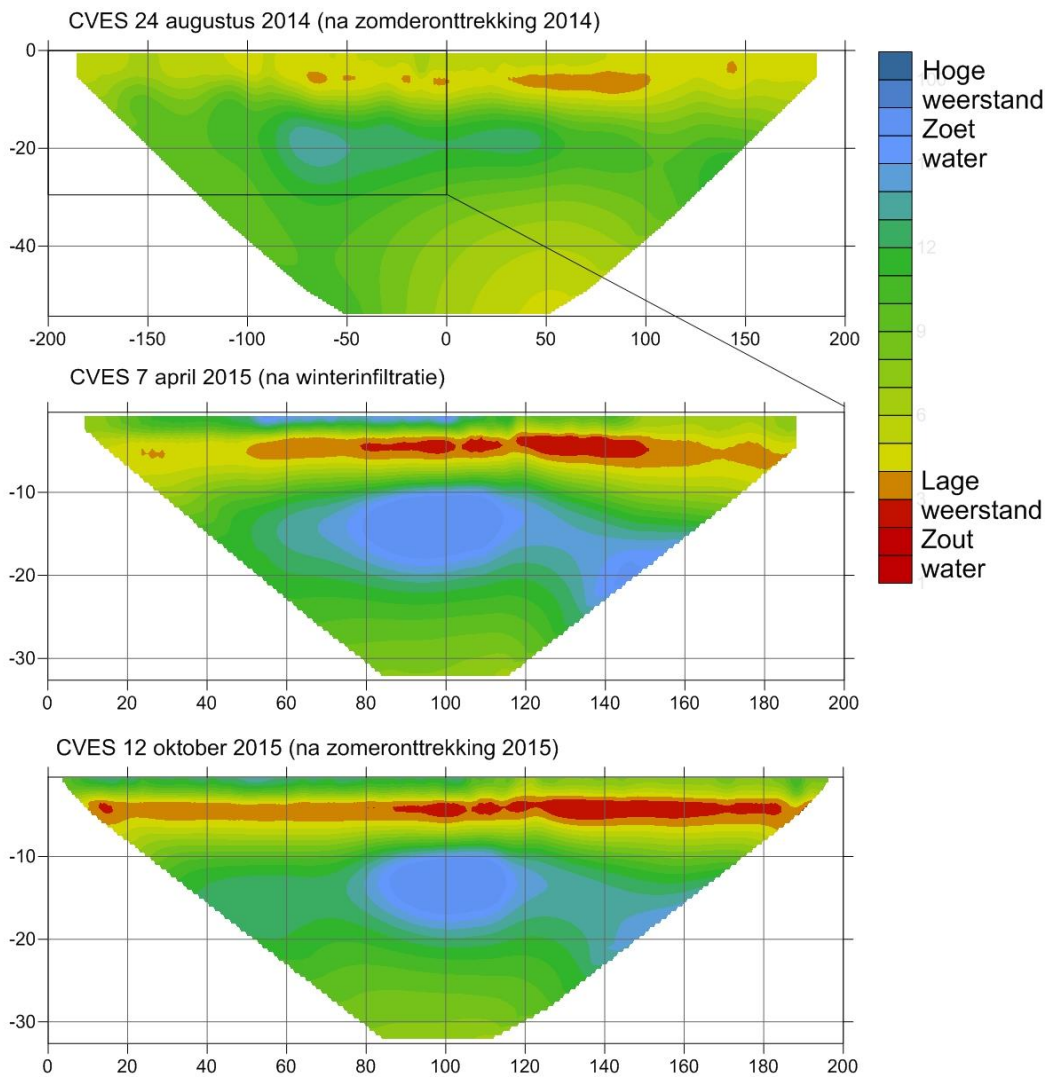 CVES 24 augustus 2014 (na zomderonttrekking 2014)
0
-20
-40
-200 -150 -100 -50 0 50 100 150 200
CVES 7 april 2015 (na winterinfiltratie)
-10
-20
-30
0 20 40 60 80 100 120 140 160 180 200
CVES 12 oktober 2015 (na zomeronttrekking 2015)
-10
-20
-30
0 20 40 60 80 100 120 140 160 180 200
Hoge
weerstand
Zoet
water
12
9
6
Lage
weerstand
Zout
water